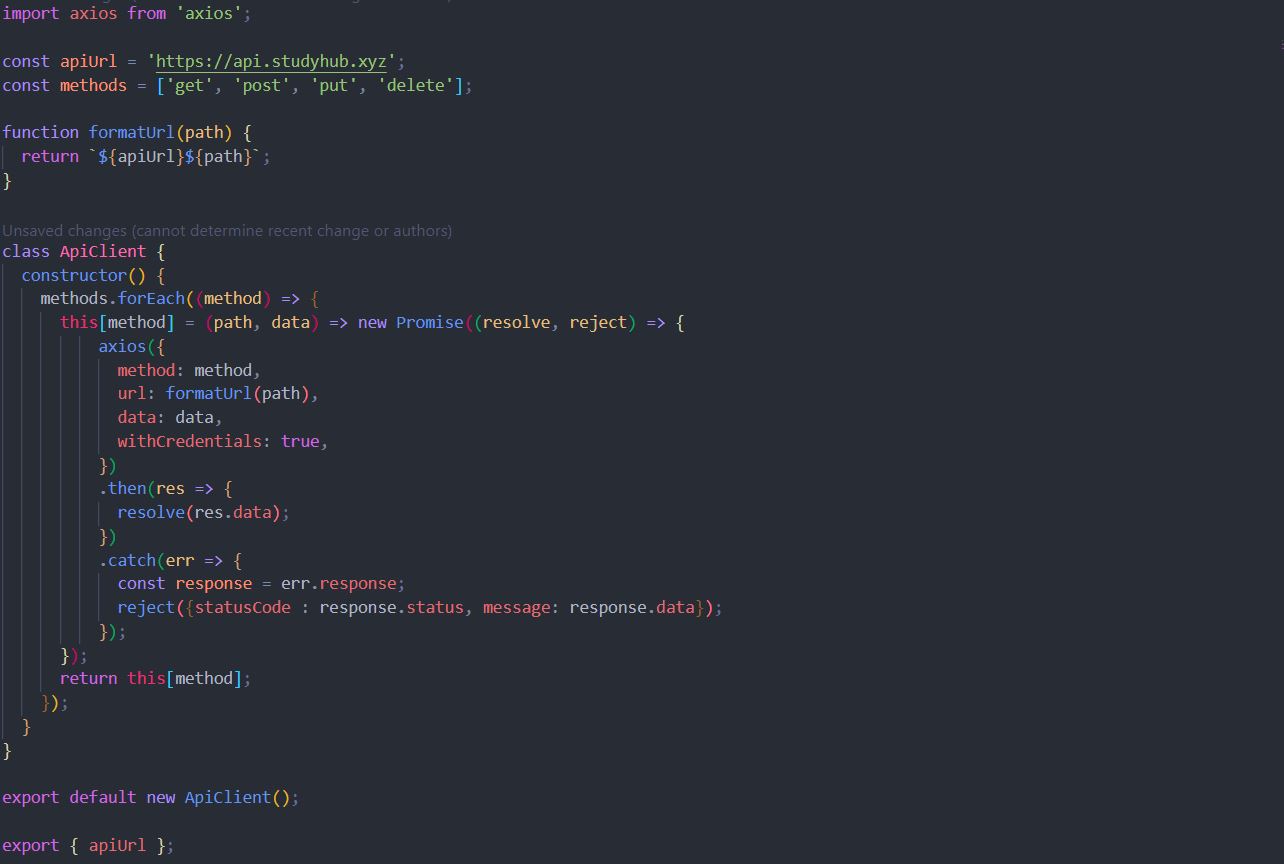 import axios from 'axios';
const apiUrl = 'https://api.studyhub.xyz';
const methods = ['get', 'post', 'put', 'delete'];
function formatUrl(path) {
return `${apiUrl}${path}`;
}
Unsaved changes (cannot determine recent change or authors)
class ApiClient {
constructor() {
methods.forEach((method) => {
this[method] = (path, data) => new Promise((resolve, reject) => {
axios({
method: method,
url: formatUrl(path),
data: data,
withCredentials: true,
})
.then(res => {
resolve(res.data);
})
.catch(err => {
const response = err.response;
reject({statusCode : response.status, message: response.data});
});
});
return this[method];
});
}
}
export default new ApiClient();
export { apiUrl };